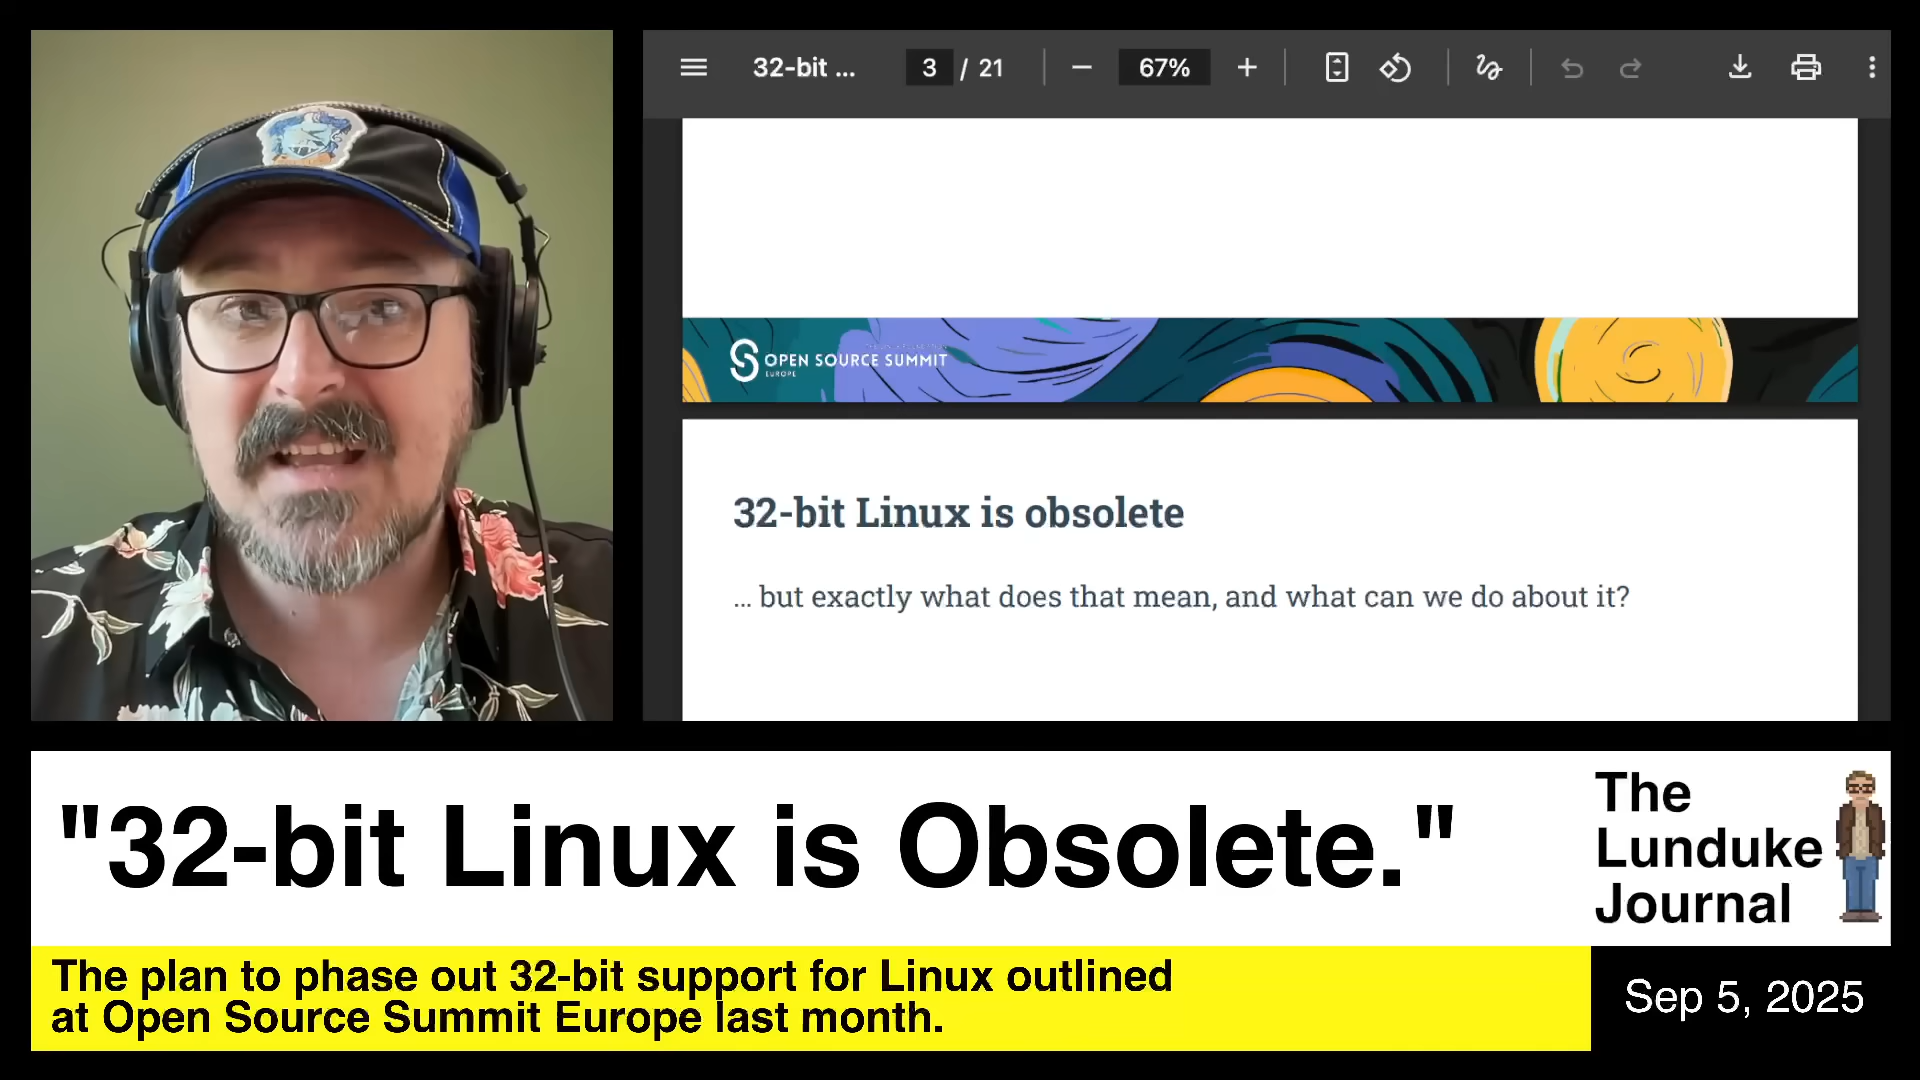 32-bit ...
3 / 21
67%
OPEN SOURCE SUMMIT
EUROPE
32-bit Linux is obsolete
... but exactly what does that mean, and what can we do about it?
"32-bit Linux is Obsolete."
The
Lunduke
Journal
The plan to phase out 32-bit support for Linux outlined
at Open Source Summit Europe last month.
Sep 5, 2025